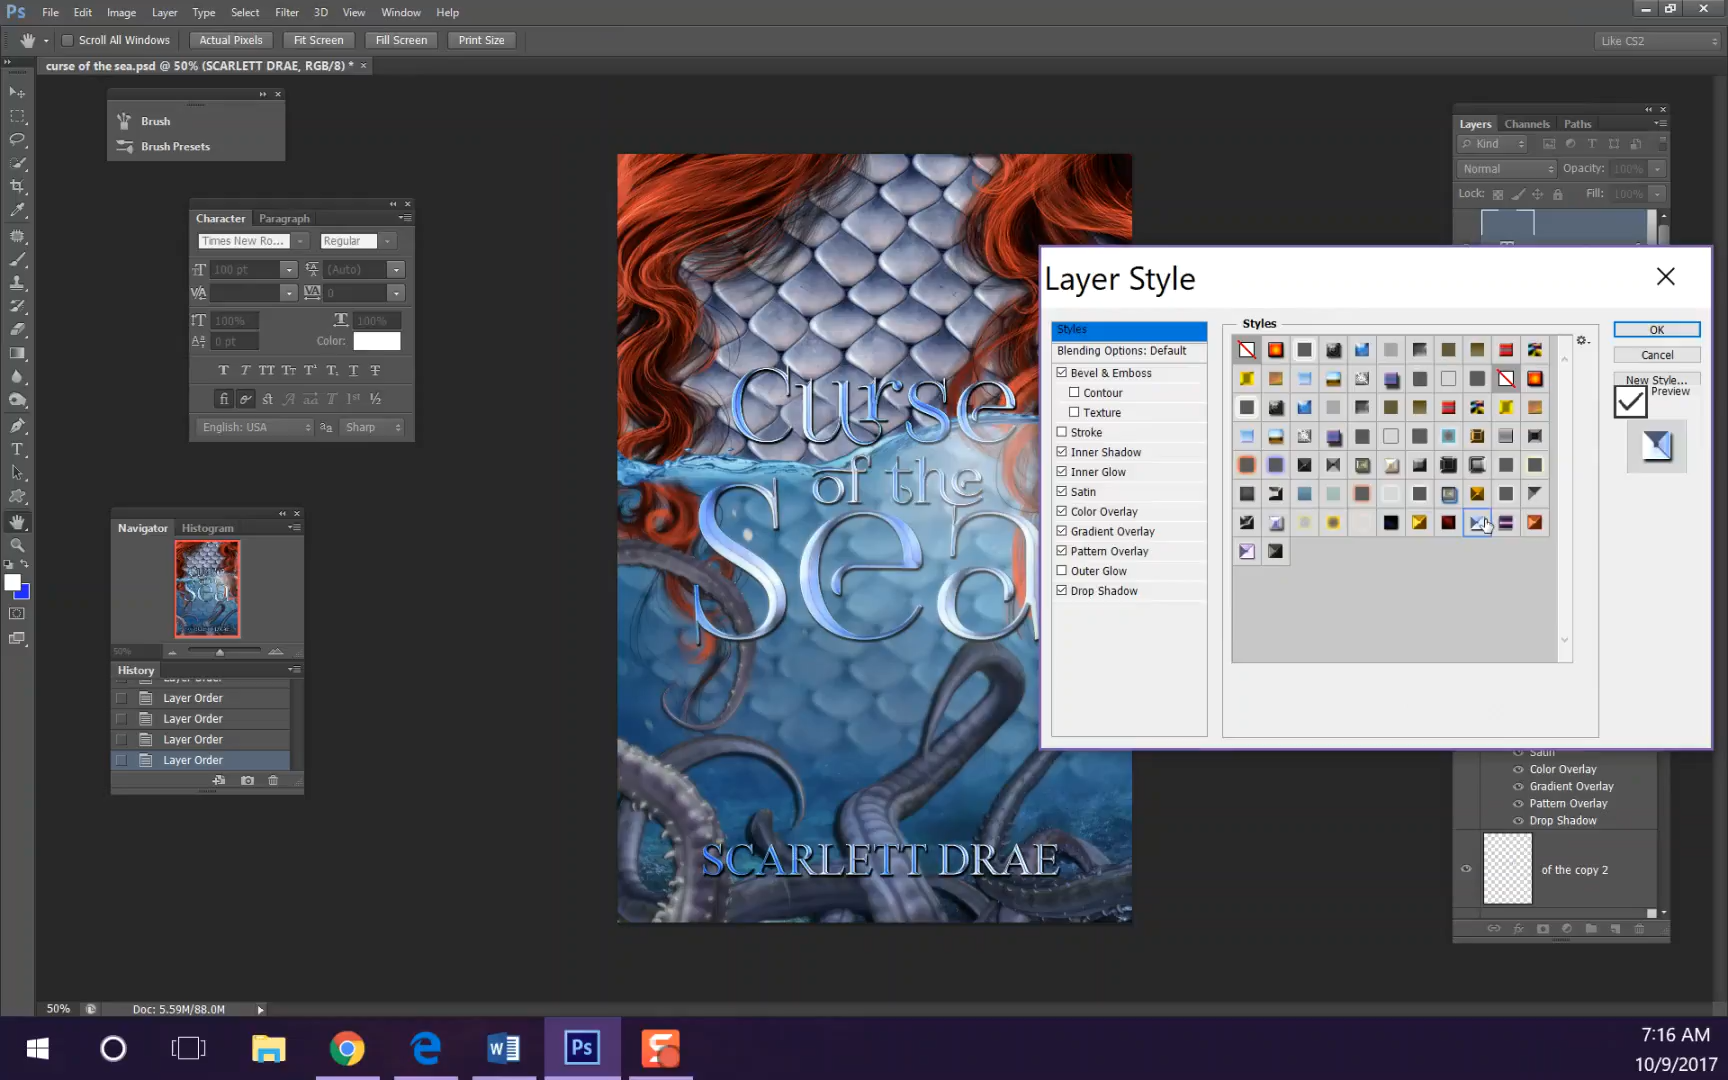 Ps File Edit Image Layer Type Select Filter 3D View Window Help
Scroll All Windows Actual Pixels Fit Screen Fill Screen Print Size Like CS2
curse of the sea.psd @ 50% (SCARLETT DRAE, RGB/8) * ×
Brush
Brush Presets
Character Paragraph
Times New Ro... Regular
100 pt (Auto)
0
100% 100%
0 pt Color:
English: USA Sharp
Navigator Histogram
50%
History
Layer Order
Layer Order
Layer Order
Layer Order
Layer Order
Curse
of the
Sea
SCARLETT DRAE
Layers Channels Paths
Kind
Normal Opacity: 100%
Lock: Fill: 100%
Layer Style
Styles
Blending Options: Default
Bevel & Emboss
Contour
Texture
Stroke
Inner Shadow
Inner Glow
Satin
Color Overlay
Gradient Overlay
Pattern Overlay
Outer Glow
Drop Shadow
Styles
OK
Cancel
New Style...
Preview
Satin
Color Overlay
Gradient Overlay
Pattern Overlay
Drop Shadow
of the copy 2
50% Doc: 5.59M/88.0M
Ps
7:16 AM
10/9/2017